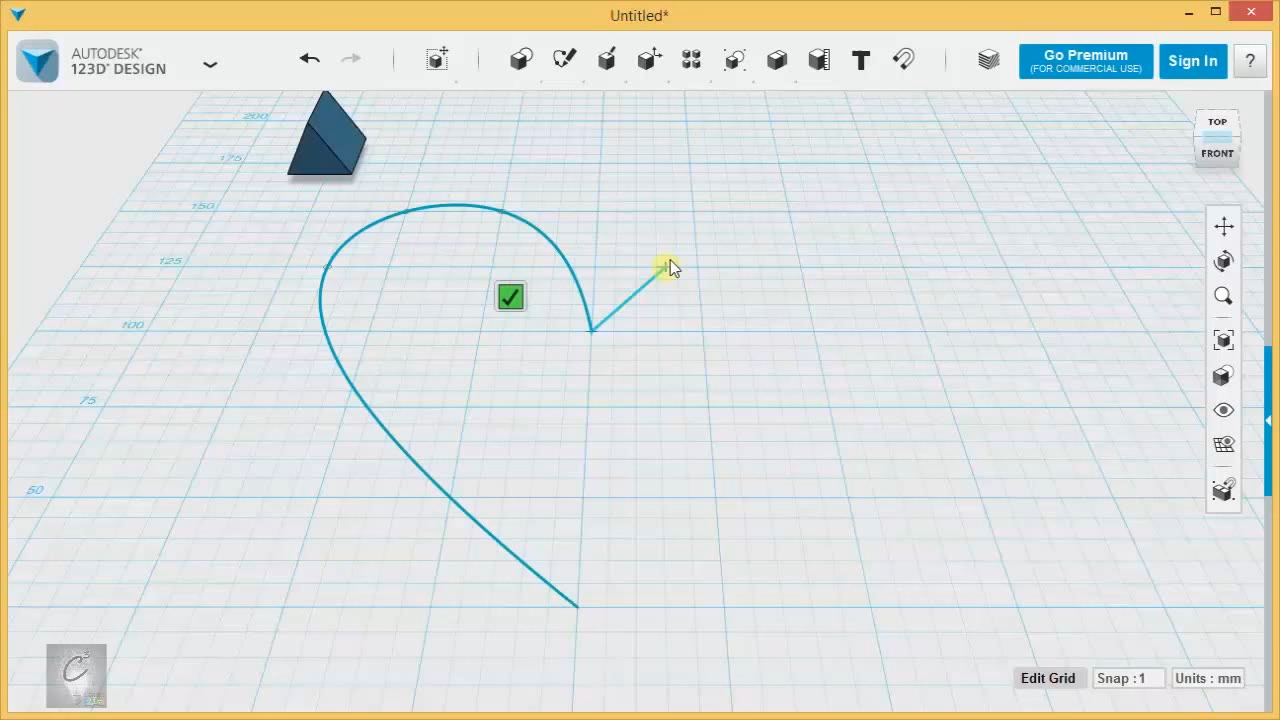 Untitled*
AUTODESK®
123D® DESIGN
T
Go Premium
(FOR COMMERCIAL USE)
Sign In
?
TOP
FRONT
200
175
150
125
100
75
50
C³
Edit Grid
Snap : 1
Units : mm